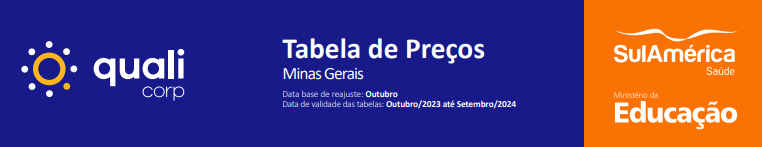 quali
corp
Tabela de Preços
Minas Gerais
Data base de reajuste: Outubro
Data de validade das tabelas: Outubro/2023 até Setembro/2024
SulAmérica
Saúde
Ministério da
Educação